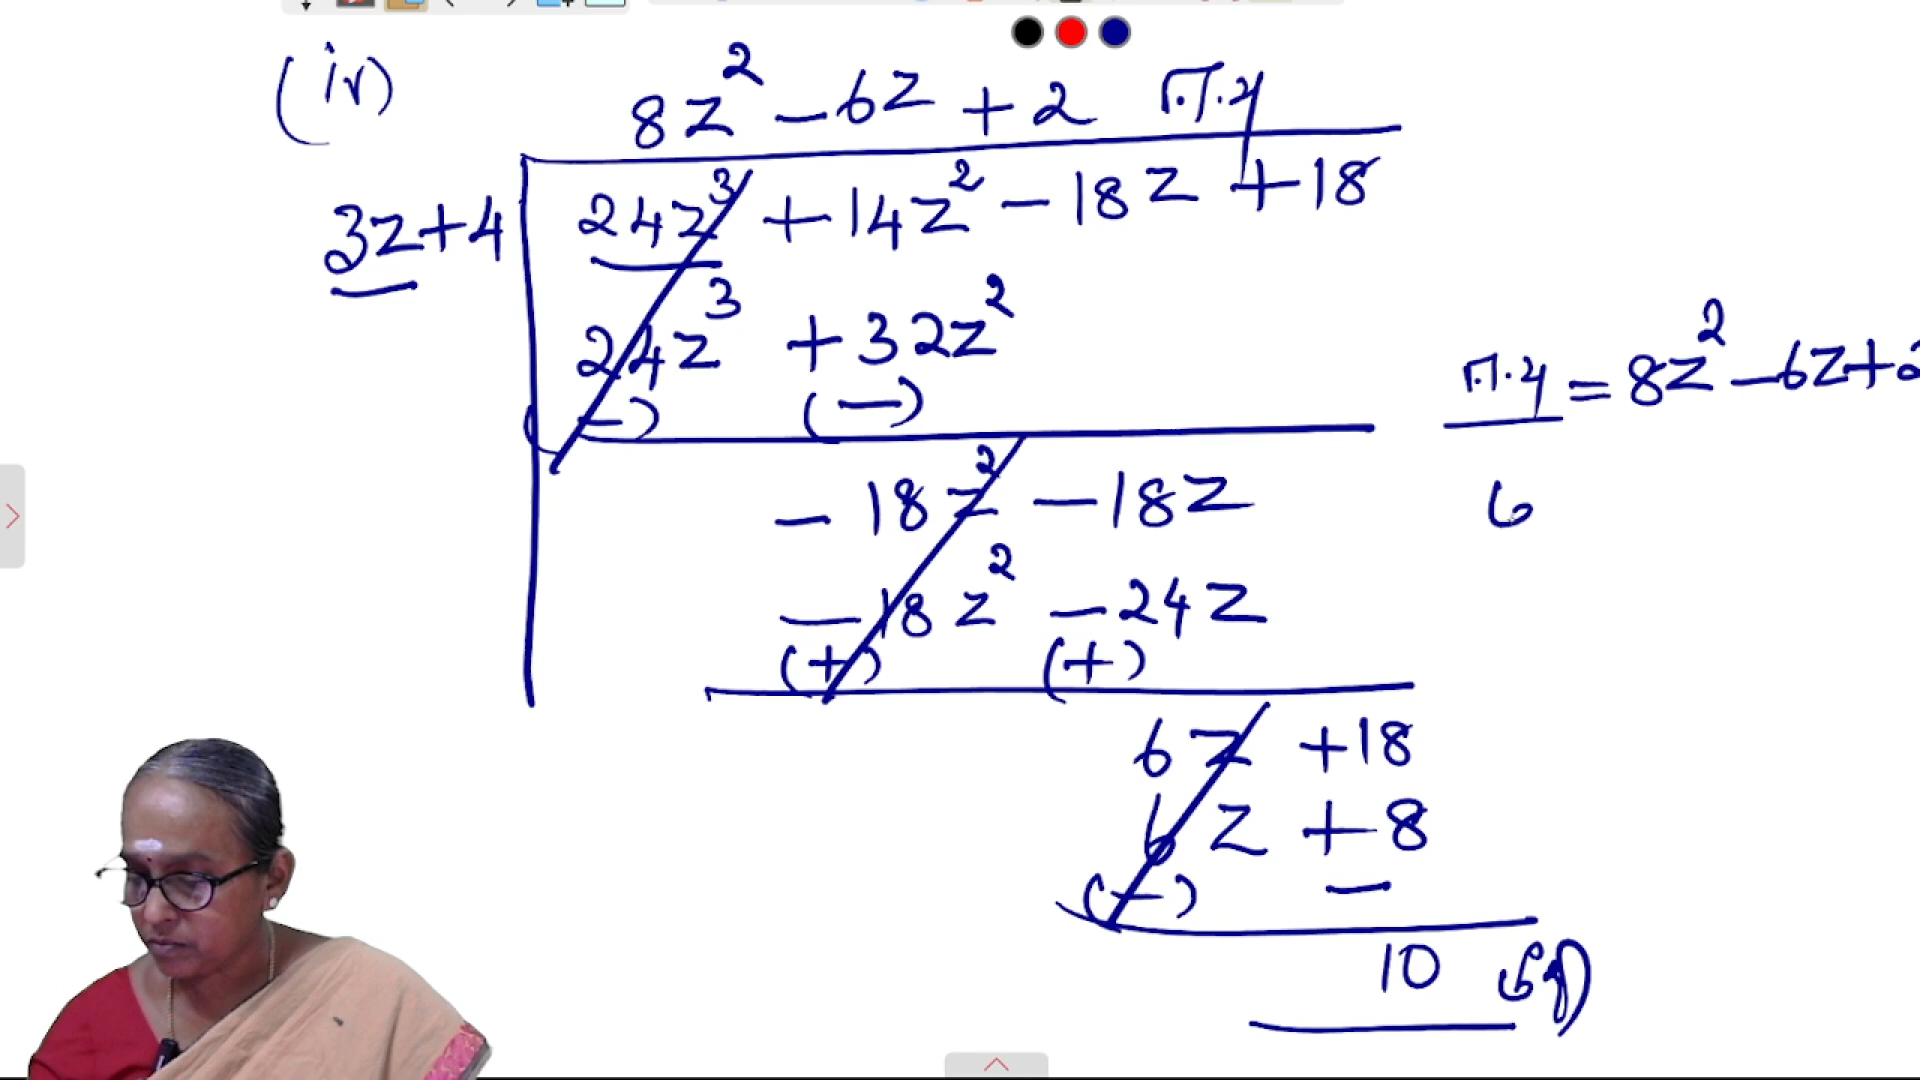 (iv)
8z² - 6z + 2 ஈ.வு
3z+4
24z³ + 14z² - 18z + 18
24z³ + 32z²
(-) (-)
ஈ.வு = 8z² - 6z + 2
- 18z² - 18z
- 18z² - 24z
(+) (+)
6z + 18
6z + 8
(-) -
10 மீதி